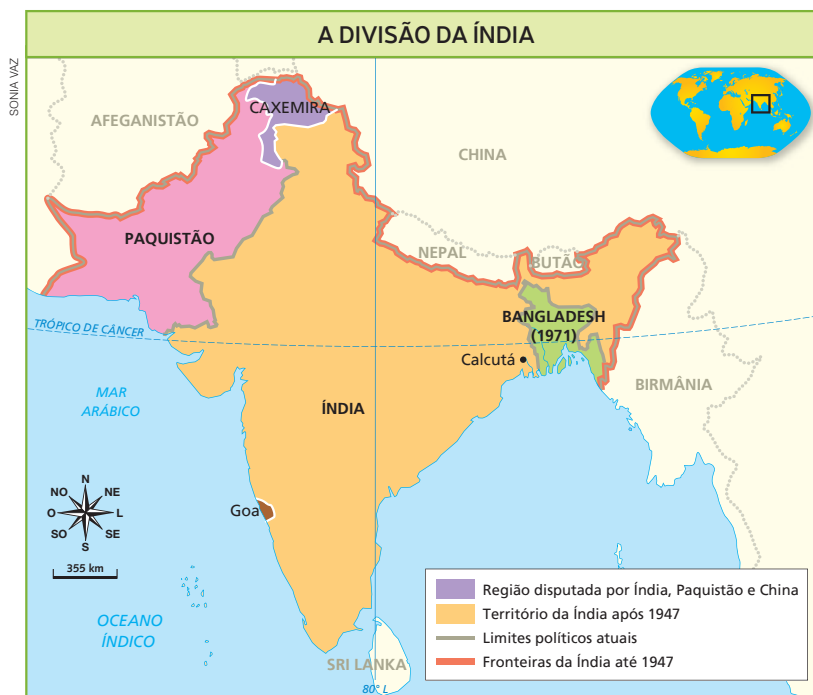 A DIVISÃO DA ÍNDIA
SONIA VAZ
CAXEMIRA
AFEGANISTÃO
CHINA
PAQUISTÃO
NEPAL
BUTÃO
BANGLADESH
(1971)
TRÓPICO DE CÂNCER
Calcutá
MAR
ARÁBICO
ÍNDIA
BIRMÂNIA
N
NO
NE
O
L
SO
SE
S
Goa
355 km
OCEANO
ÍNDICO
SRI LANKA
80° L
Região disputada por Índia, Paquistão e China
Território da Índia após 1947
Limites políticos atuais
Fronteiras da Índia até 1947